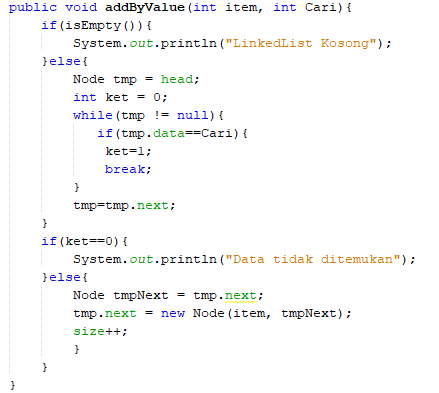 public void addByValue(int item, int Cari){
    if(isEmpty()){
        System.out.println("LinkedList Kosong");
    }else{
        Node tmp = head;
        int ket = 0;
        while(tmp != null){
           if(tmp.data==Cari){
            ket=1;
            break;
        }
        tmp=tmp.next;
    }
    if(ket==0){
        System.out.println("Data tidak ditemukan");
    }else{
        Node tmpNext = tmp.next;
        tmp.next = new Node(item, tmpNext);
        size++;
        }
    }
}